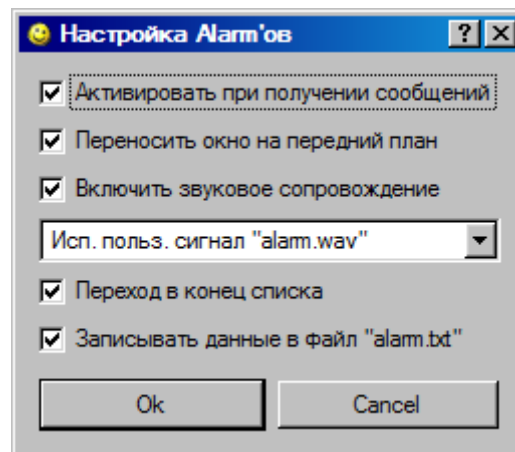 Настройка Alarm'ов
Активировать при получении сообщений
Переносить окно на передний план
Включить звуковое сопровождение
Исп. польз. сигнал "alarm.wav"
Переход в конец списка
Записывать данные в файл "alarm.txt"
Ok
Cancel